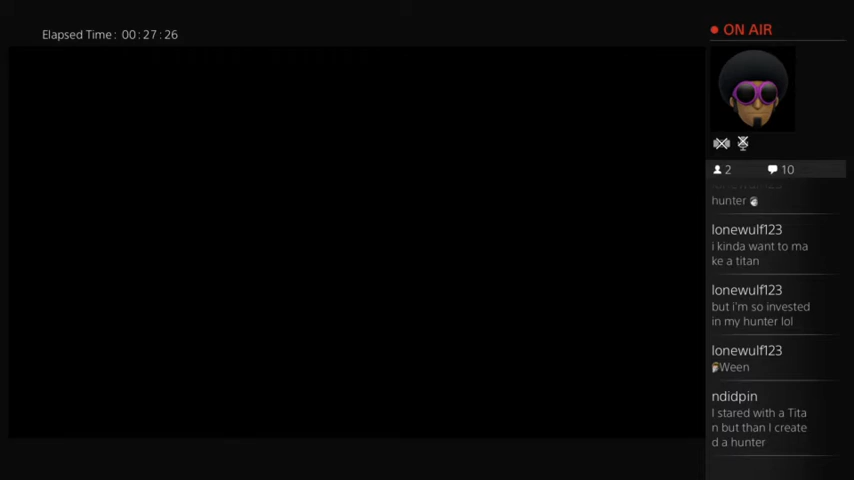 Elapsed Time: 00:27:26
ON AIR
2
10
hunter
lonewulf123
i kinda want to ma
ke a titan
lonewulf123
but i'm so invested
in my hunter lol
lonewulf123
Ween
ndidpin
I stared with a Tita
n but than I create
d a hunter